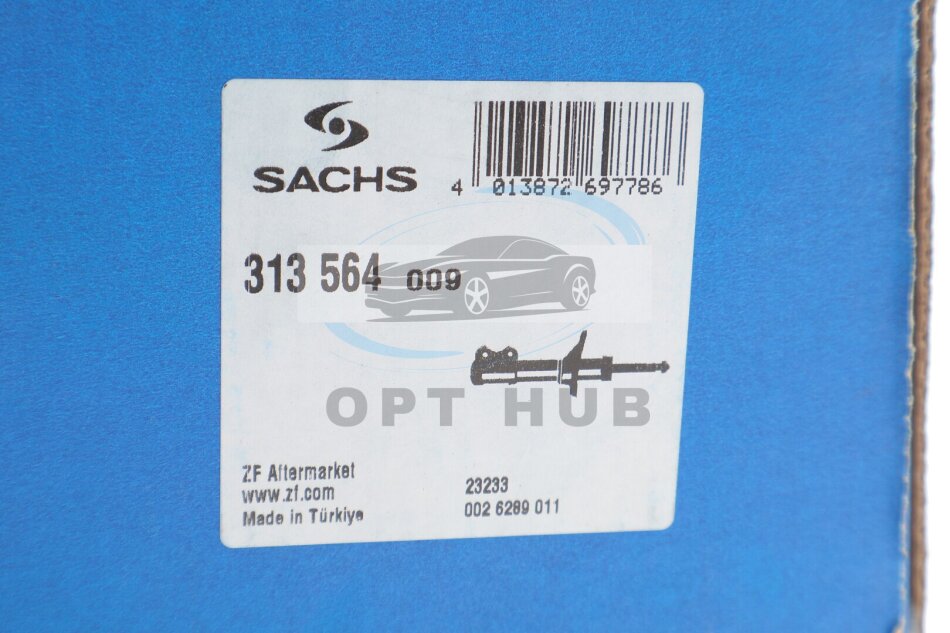 SACHS
4 013872 697786
313 564 009
OPT HUB
ZF Aftermarket
www.zf.com
Made in Türkiye
23233
002 6289 011